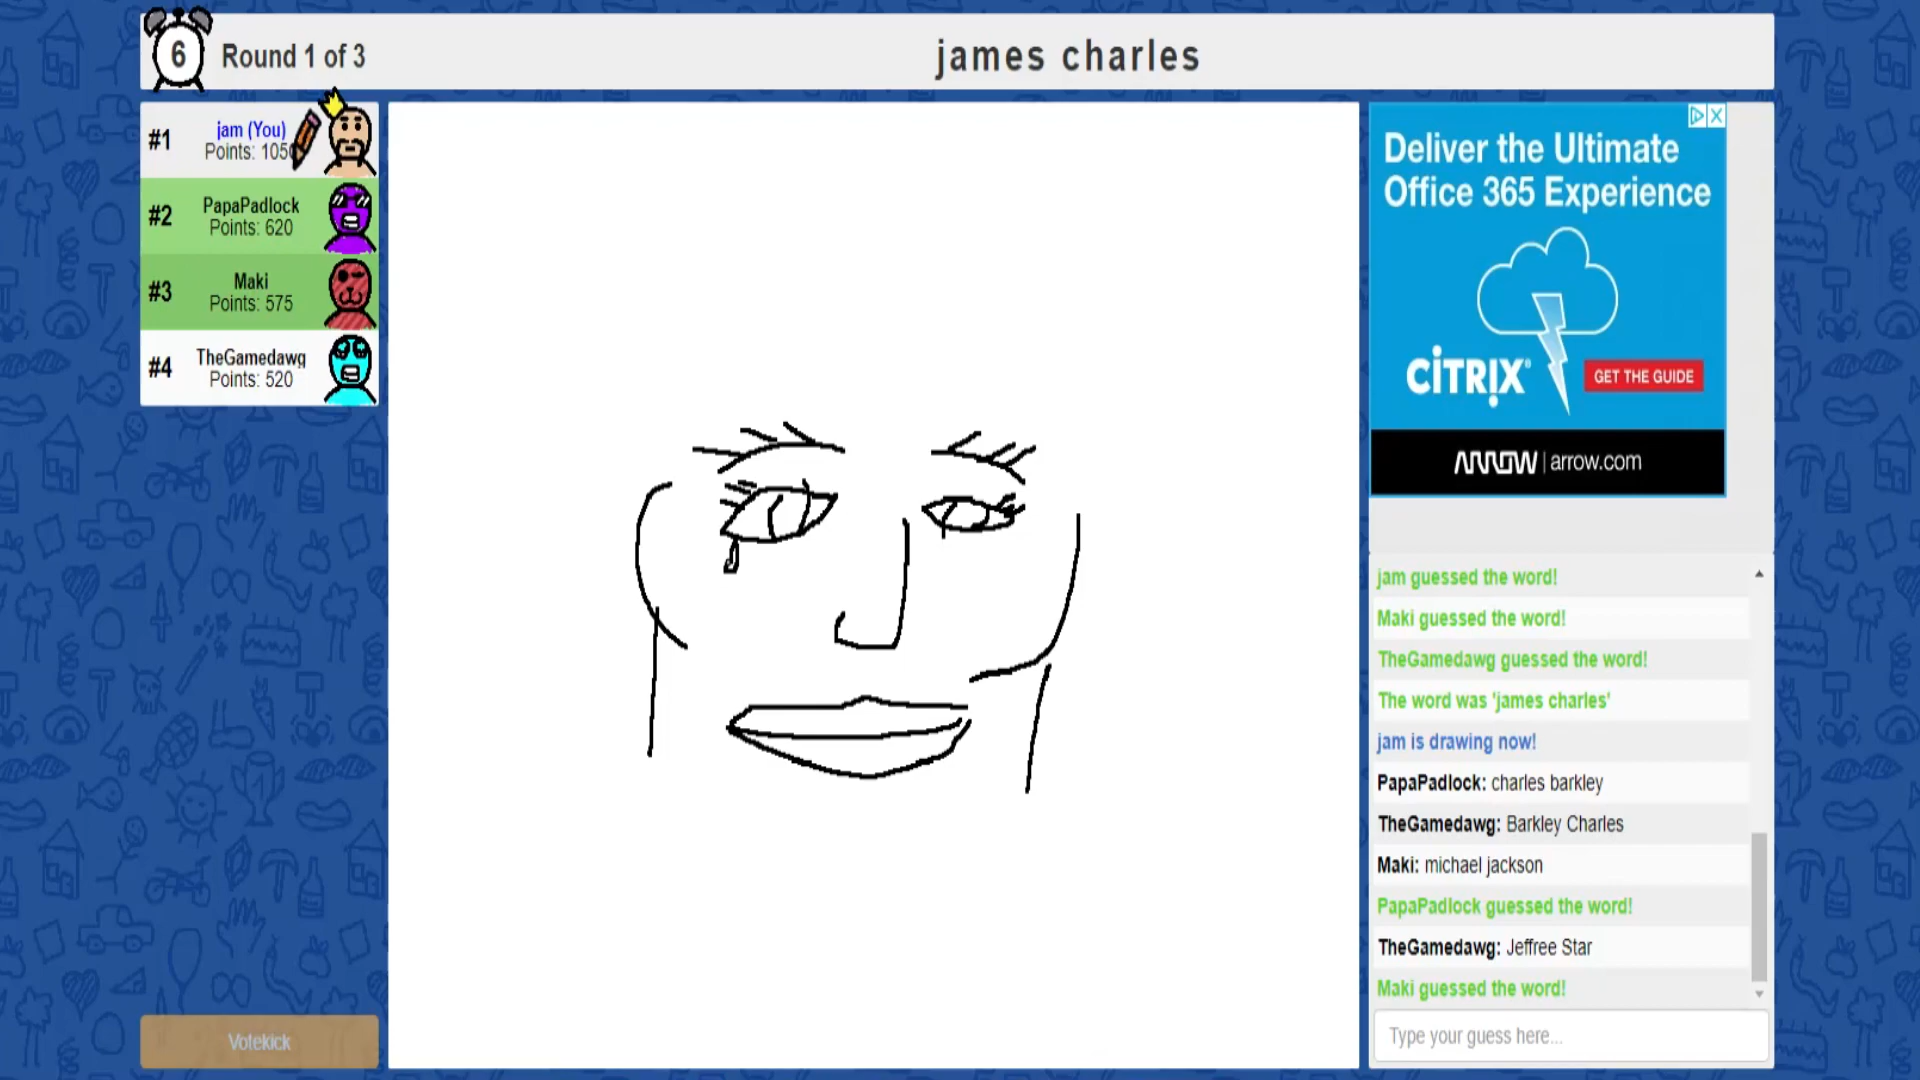 6
Round 1 of 3
james charles
#1
jam (You)
Points: 1050
#2
PapaPadlock
Points: 620
#3
Maki
Points: 575
#4
TheGamedawg
Points: 520
Votekick
Deliver the Ultimate
Office 365 Experience
CITRIX
GET THE GUIDE
ARROW | arrow.com
jam guessed the word!
Maki guessed the word!
TheGamedawg guessed the word!
The word was 'james charles'
jam is drawing now!
PapaPadlock: charles barkley
TheGamedawg: Barkley Charles
Maki: michael jackson
PapaPadlock guessed the word!
TheGamedawg: Jeffree Star
Maki guessed the word!
Type your guess here...